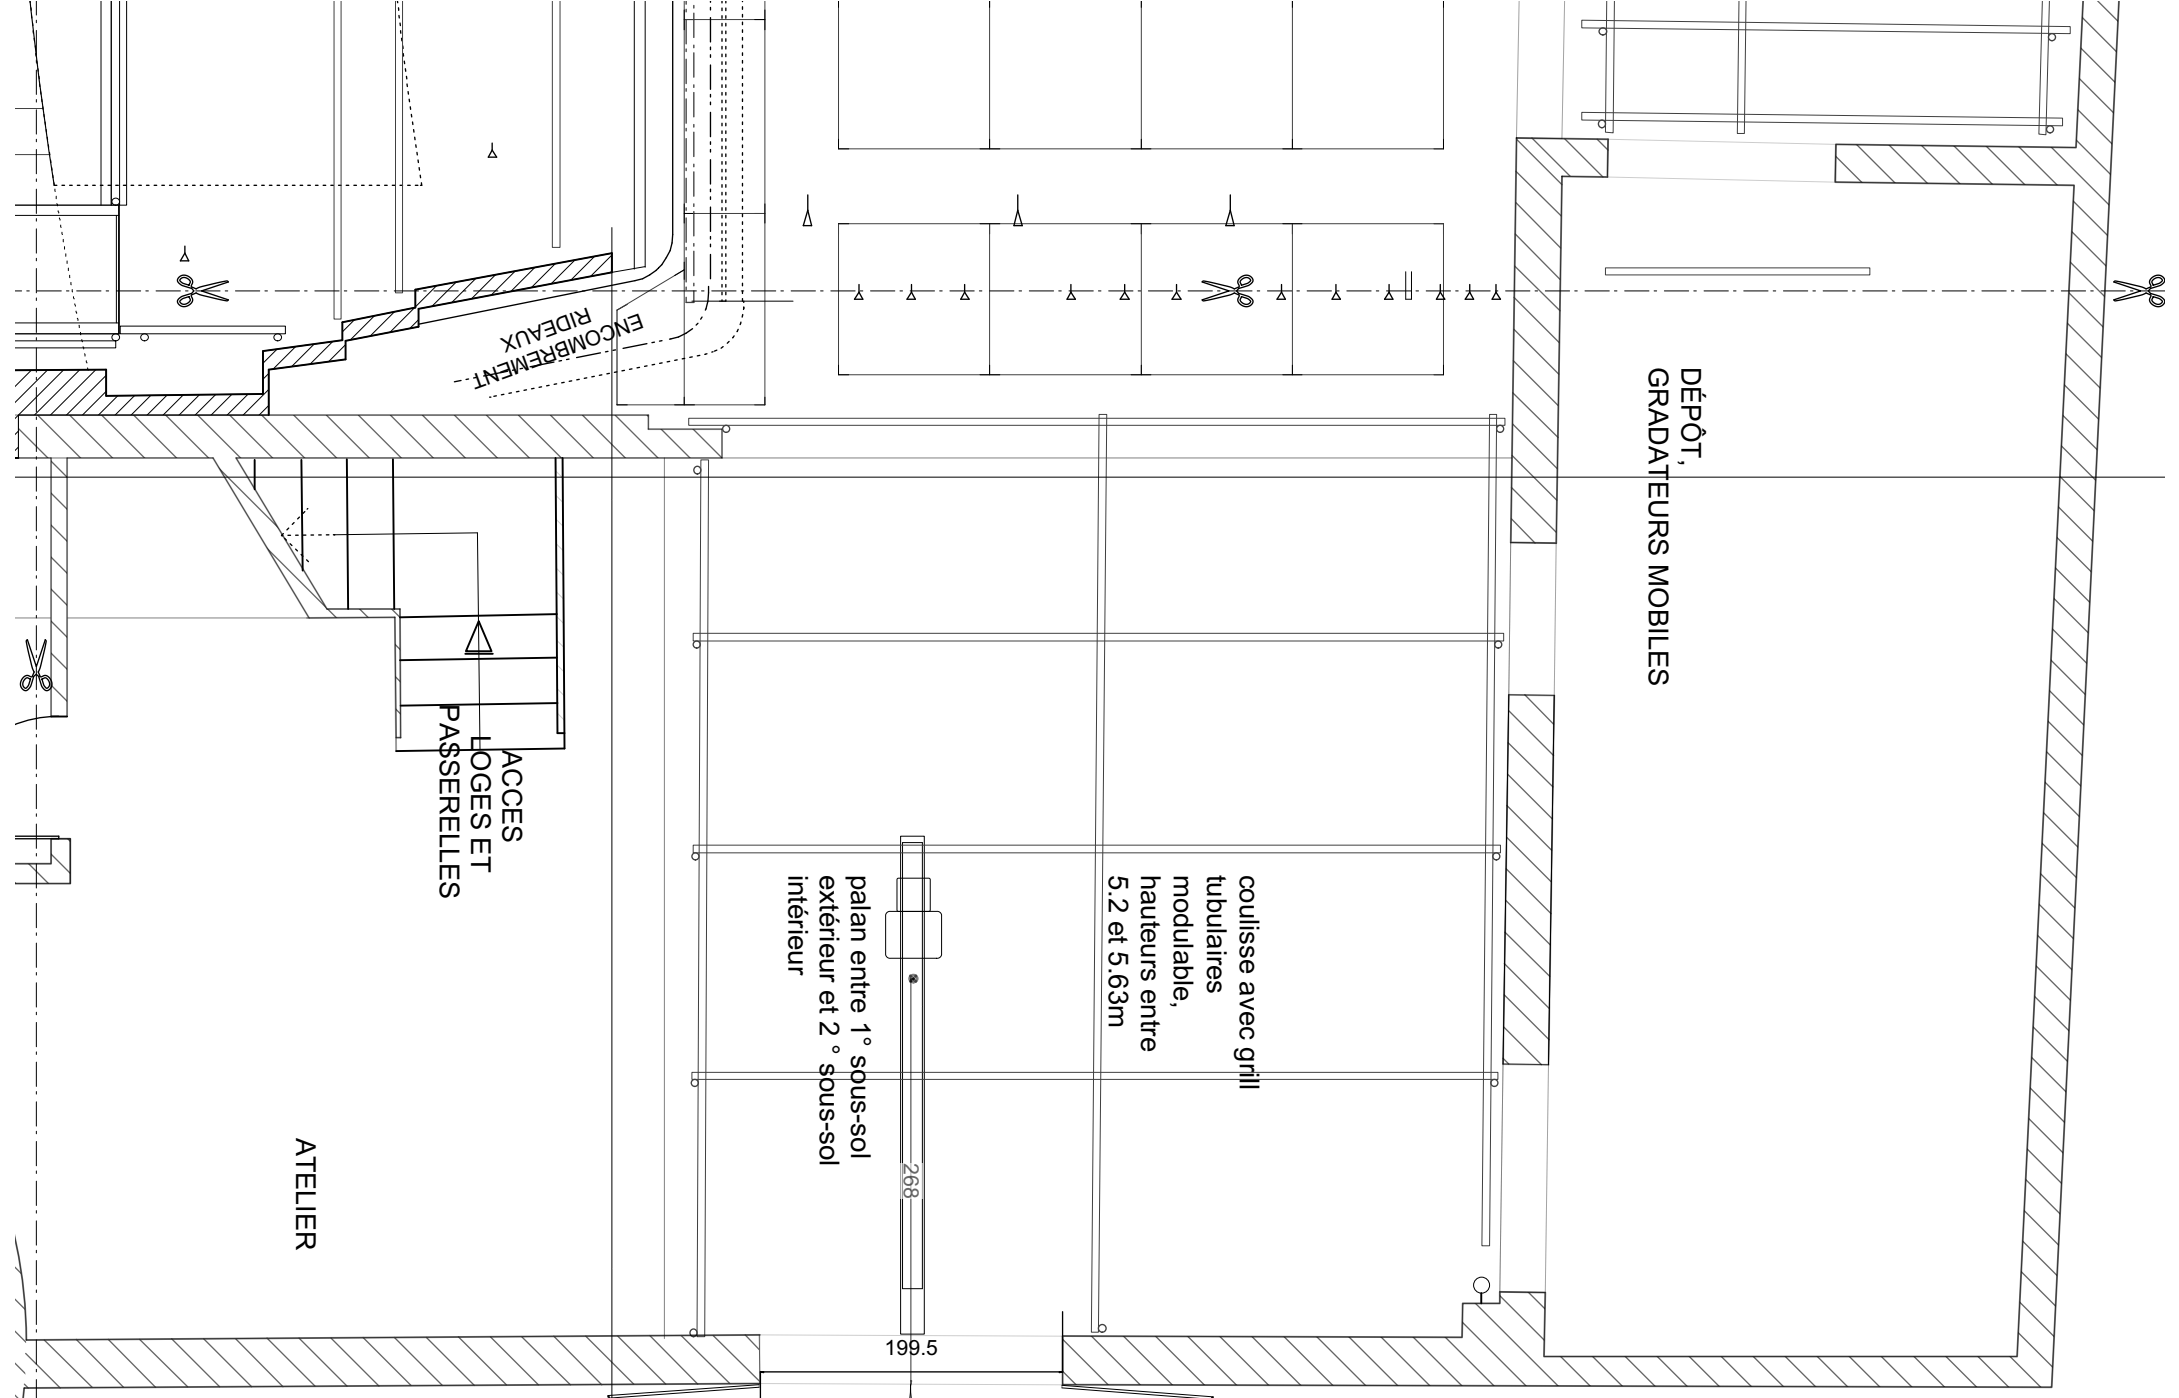 ENCOMBREMENT
RIDEAUX
DÉPÔT,
GRADATEURS MOBILES
ACCES
LOGES ET
PASSERELLES
coulisse avec grill
tubulaires
modulable,
hauteurs entre
5.2 et 5.63m
palan entre 1° sous-sol
extérieur et 2 ° sous-sol
intérieur
268
ATELIER
199.5